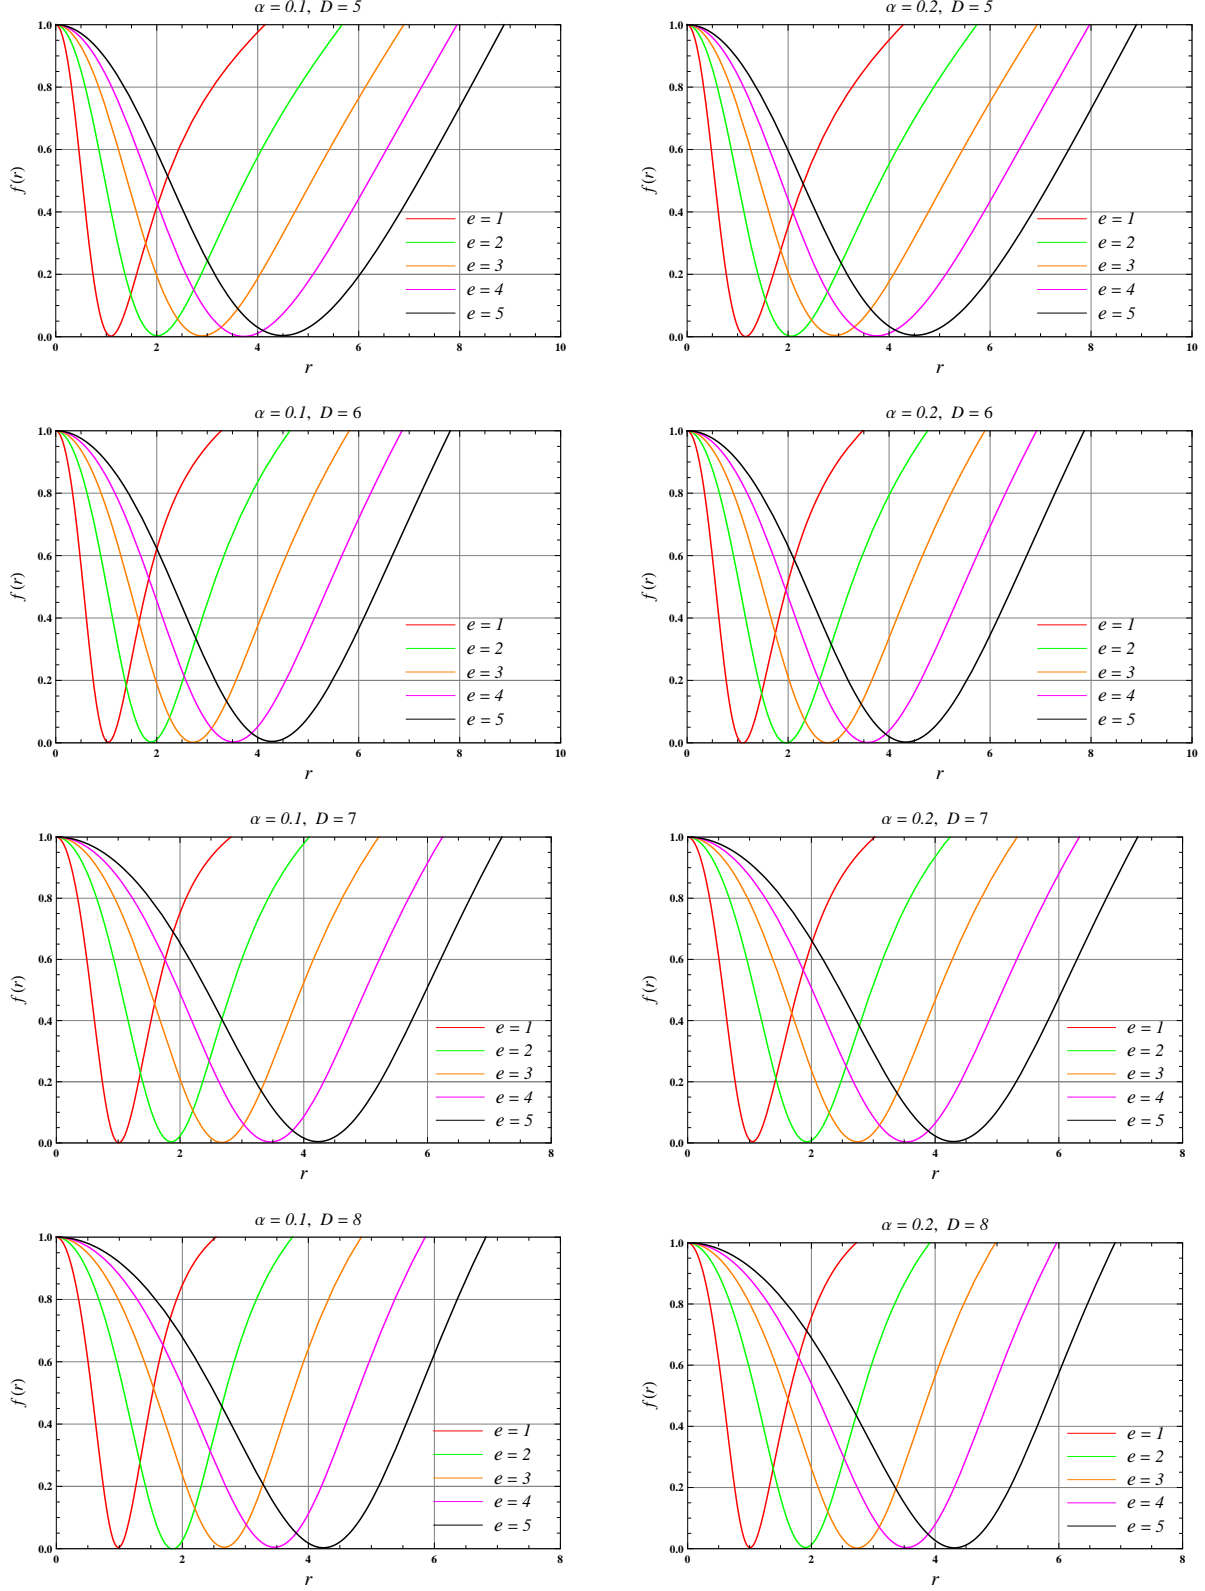 α = 0.1, D = 5
f(r)
1.0
0.8
0.6
0.4
0.2
0.0
e = 1
e = 2
e = 3
e = 4
e = 5
0 2 4 6 8 10
r
α = 0.2, D = 5
f(r)
1.0
0.8
0.6
0.4
0.2
0.0
e = 1
e = 2
e = 3
e = 4
e = 5
0 2 4 6 8 10
r
α = 0.1, D = 6
f(r)
1.0
0.8
0.6
0.4
0.2
0.0
e = 1
e = 2
e = 3
e = 4
e = 5
0 2 4 6 8 10
r
α = 0.2, D = 6
f(r)
1.0
0.8
0.6
0.4
0.2
0.0
e = 1
e = 2
e = 3
e = 4
e = 5
0 2 4 6 8 10
r
α = 0.1, D = 7
f(r)
1.0
0.8
0.6
0.4
0.2
0.0
e = 1
e = 2
e = 3
e = 4
e = 5
0 2 4 6 8
r
α = 0.2, D = 7
f(r)
1.0
0.8
0.6
0.4
0.2
0.0
e = 1
e = 2
e = 3
e = 4
e = 5
0 2 4 6 8
r
α = 0.1, D = 8
f(r)
1.0
0.8
0.6
0.4
0.2
0.0
e = 1
e = 2
e = 3
e = 4
e = 5
0 2 4 6 8
r
α = 0.2, D = 8
f(r)
1.0
0.8
0.6
0.4
0.2
0.0
e = 1
e = 2
e = 3
e = 4
e = 5
0 2 4 6 8
r